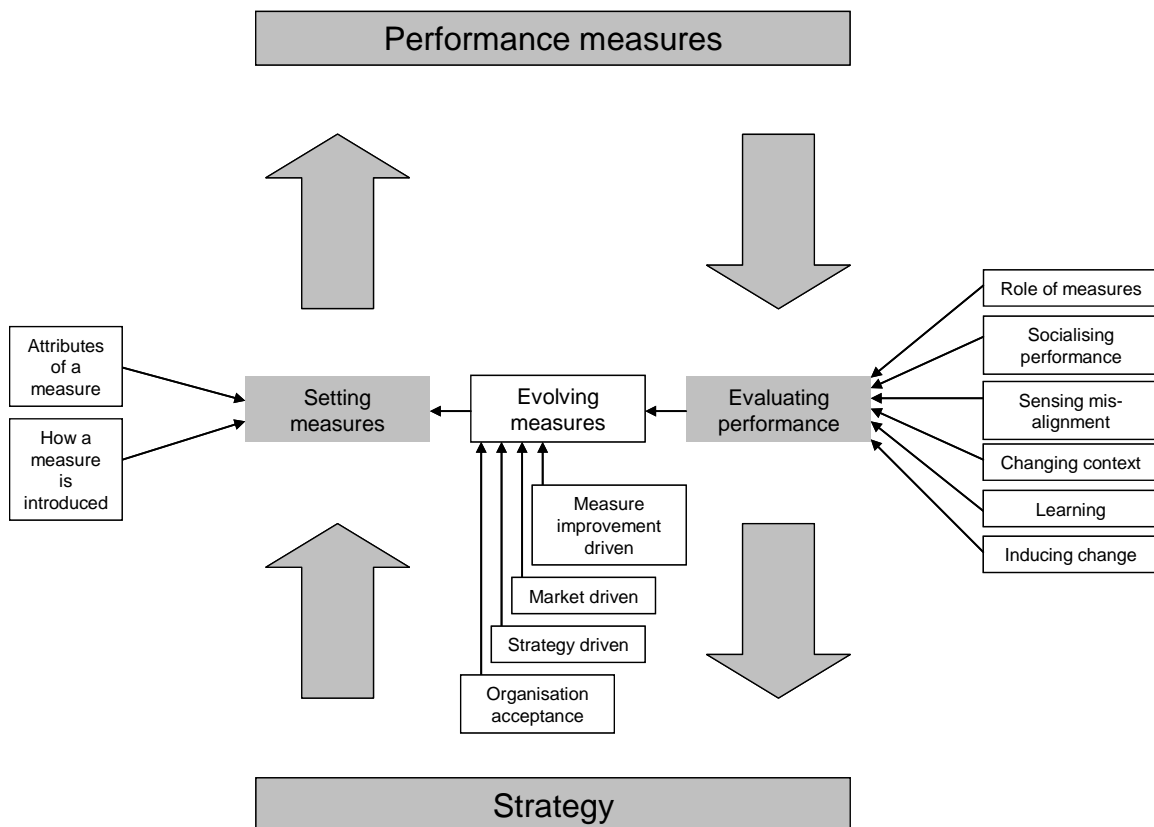 Performance measures
Role of measures
Socialising
performance
Attributes
of a
measure
Setting
measures
Evolving
measures
Evaluating
performance
Sensing mis-
alignment
How a
measure
is
introduced
Changing context
Learning
Inducing change
Measure
improvement
driven
Market driven
Strategy driven
Organisation
acceptance
Strategy